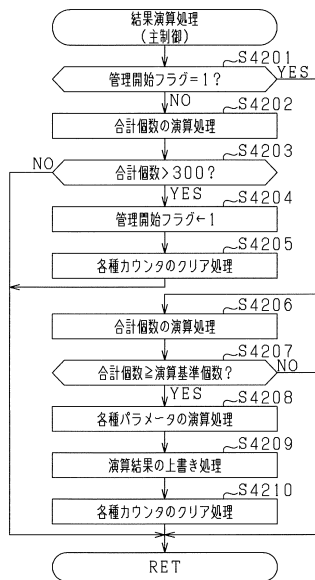 結果演算処理
(主制御)
S4201
管理開始フラグ=1?
YES
NO
S4202
合計個数の演算処理
S4203
NO
合計個数>300?
YES
S4204
管理開始フラグ←1
S4205
各種カウンタのクリア処理
S4206
合計個数の演算処理
S4207
合計個数≧演算基準個数?
NO
YES
S4208
各種パラメータの演算処理
S4209
演算結果の上書き処理
S4210
各種カウンタのクリア処理
RET